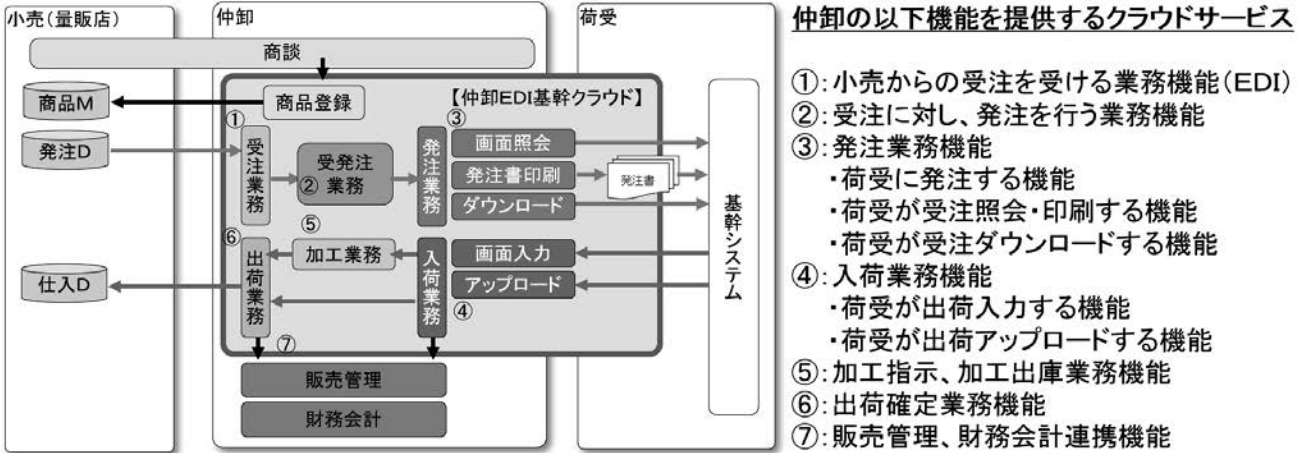 小売(量販店)
仲卸
荷受
商談
商品M
商品登録
【仲卸EDI基幹クラウド】
発注D
①
受注業務
受発注
②業務
③
発注業務
画面照会
発注書印刷
発注書
ダウンロード
基幹システム
仕入D
⑥
出荷業務
⑤
加工業務
入荷業務
画面入力
アップロード
④
⑦
販売管理
財務会計
仲卸の以下機能を提供するクラウドサービス
①:小売からの受注を受ける業務機能(EDI)
②:受注に対し、発注を行う業務機能
③:発注業務機能
・荷受に発注する機能
・荷受が受注照会・印刷する機能
・荷受が受注ダウンロードする機能
④:入荷業務機能
・荷受が出荷入力する機能
・荷受が出荷アップロードする機能
⑤:加工指示、加工出庫業務機能
⑥:出荷確定業務機能
⑦:販売管理、財務会計連携機能